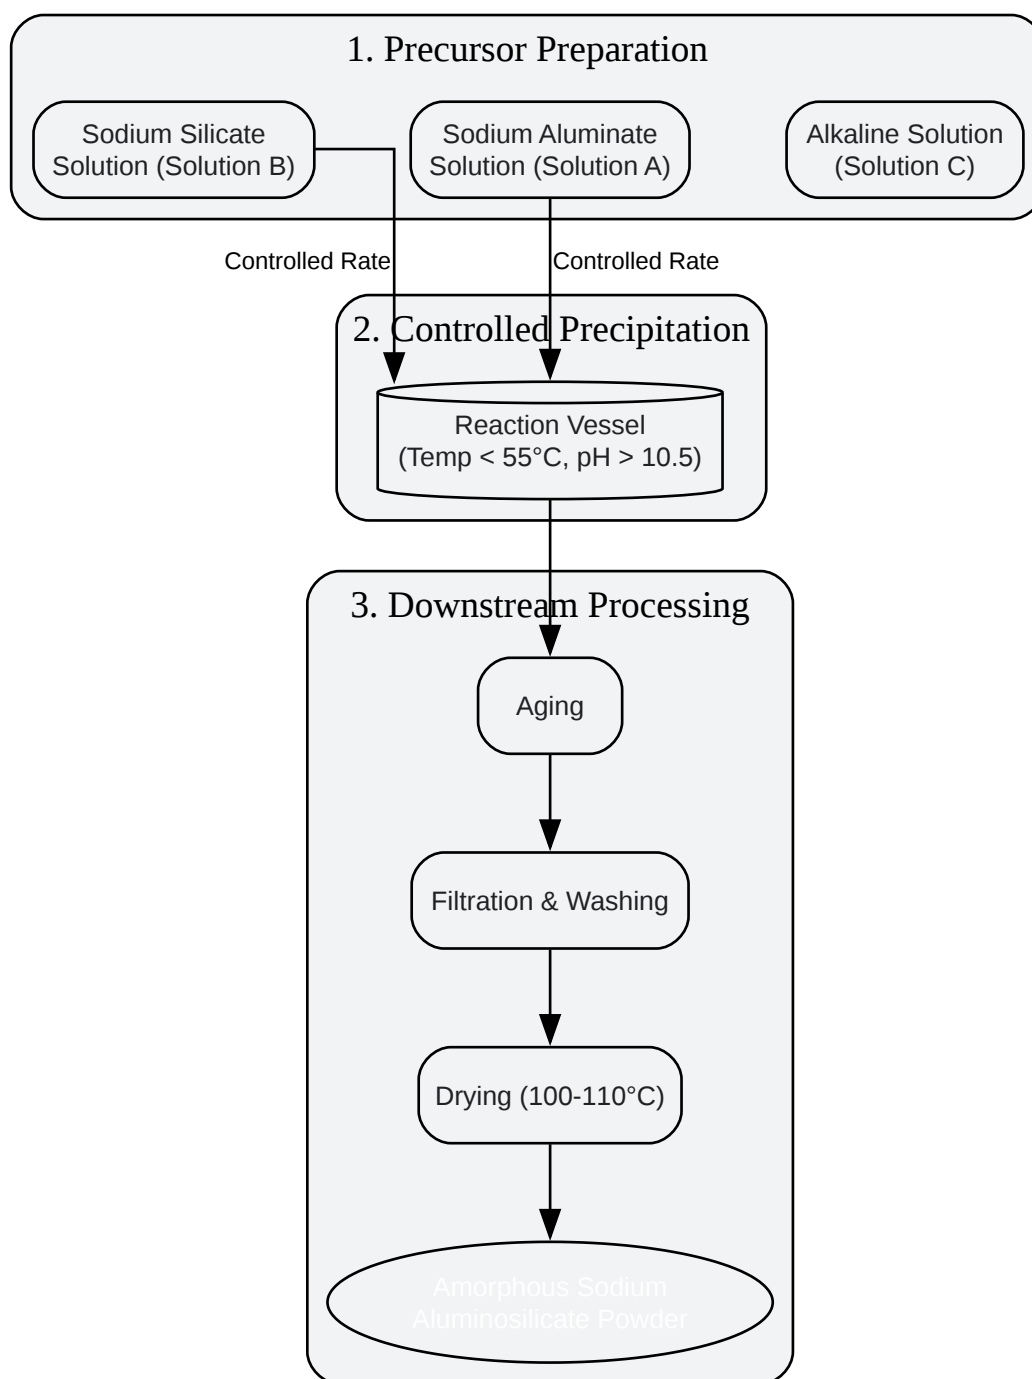 1. Precursor Preparation
Sodium Silicate
Solution (Solution B)
Sodium Aluminate
Solution (Solution A)
Alkaline Solution
(Solution C)
Controlled Rate
Controlled Rate
2. Controlled Precipitation
Reaction Vessel
(Temp < 55°C, pH > 10.5)
3. Downstream Processing
Aging
Filtration & Washing
Drying (100-110°C)
Amorphous Sodium
Aluminosilicate Powder